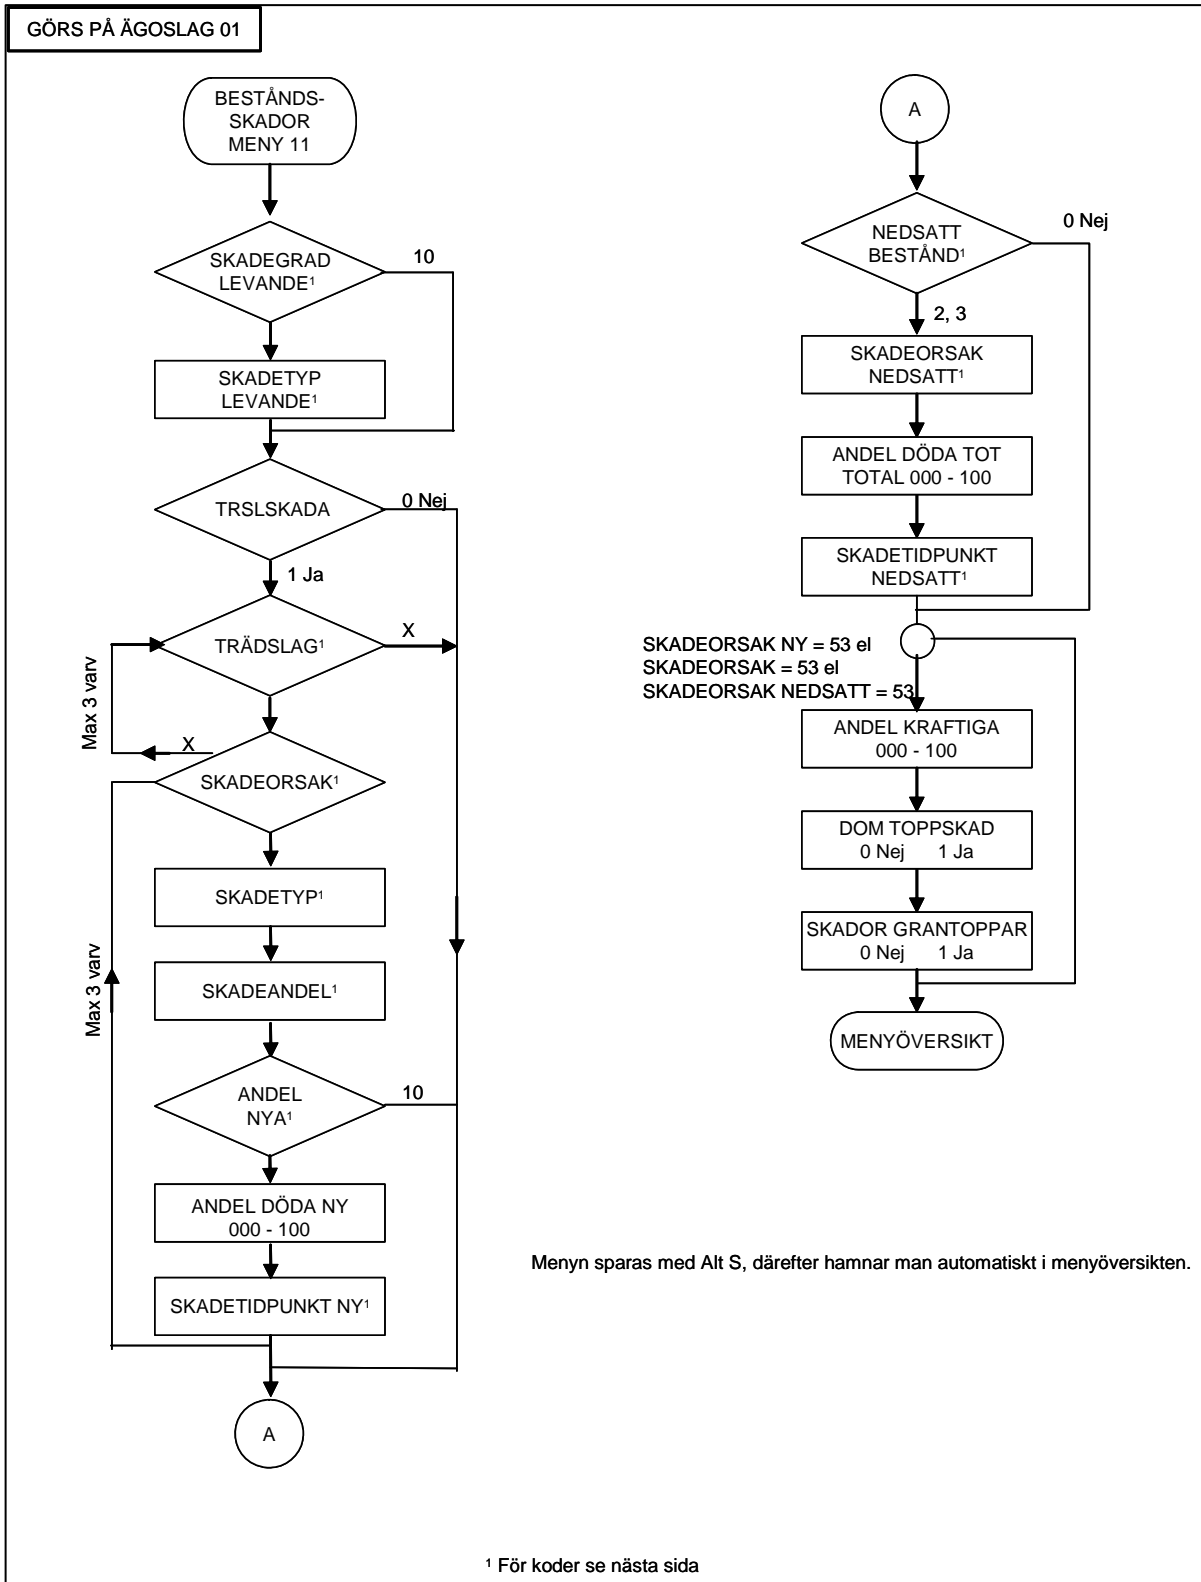 GÖRS PÅ ÄGOSLAG 01
BESTÅNDS-
SKADOR
MENY 11
SKADEGRAD
LEVANDE¹
10
SKADETYP
LEVANDE¹
TRSLSKADA
0 Nej
1 Ja
TRÄDSLAG¹
X
Max 3 varv
X
SKADEORSAK¹
SKADETYP¹
Max 3 varv
SKADEANDEL¹
ANDEL
NYA¹
10
ANDEL DÖDA NY
000 - 100
SKADETIDPUNKT NY¹
A
A
NEDSATT
BESTÅND¹
0 Nej
2, 3
SKADEORSAK
NEDSATT¹
ANDEL DÖDA TOT
TOTAL 000 - 100
SKADETIDPUNKT
NEDSATT¹
SKADEORSAK NY = 53 el
SKADEORSAK = 53 el
SKADEORSAK NEDSATT = 53
ANDEL KRAFTIGA
000 - 100
DOM TOPPSKAD
0 Nej 1 Ja
SKADOR GRANTOPPAR
0 Nej 1 Ja
MENYÖVERSIKT
Menyn sparas med Alt S, därefter hamnar man automatiskt i menyöversikten.
¹ För koder se nästa sida